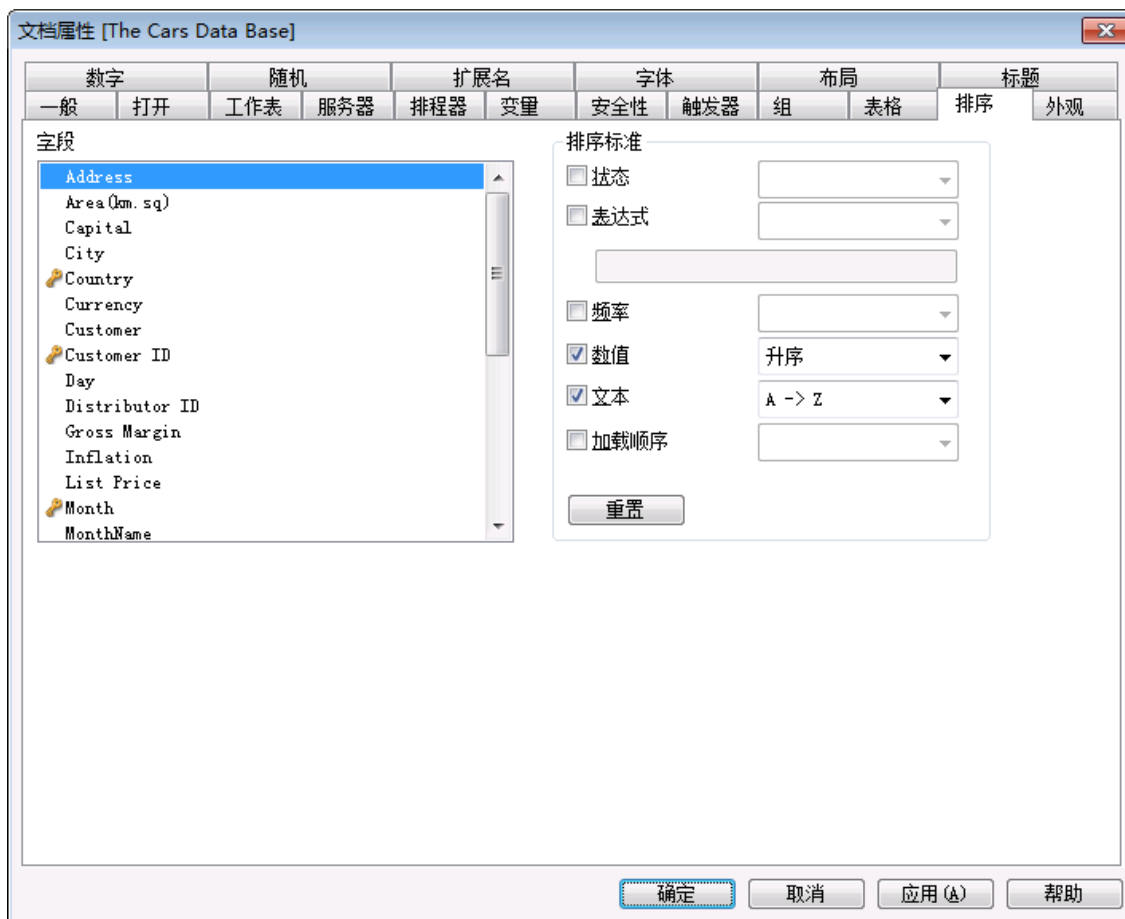 文档属性 [The Cars Data Base]
数字 随机 扩展名 字体 布局 标题
一般 打开 工作表 服务器 排程器 变量 安全性 触发器 组 表格 排序 外观
字段
Address
Area(km.sq)
Capital
City
Country
Currency
Customer
Customer ID
Day
Distributor ID
Gross Margin
Inflation
List Price
Month
MonthName
排序标准
状态
表达式
频率
数值 升序
文本 A -> Z
加载顺序
重置
确定 取消 应用(A) 帮助